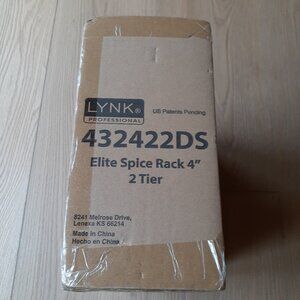 LYNK®
PROFESSIONAL
US Patents Pending
432422DS
Elite Spice Rack 4"
2 Tier
8241 Melrose Drive,
Lenexa KS 66214
Made in China
Hecho en China